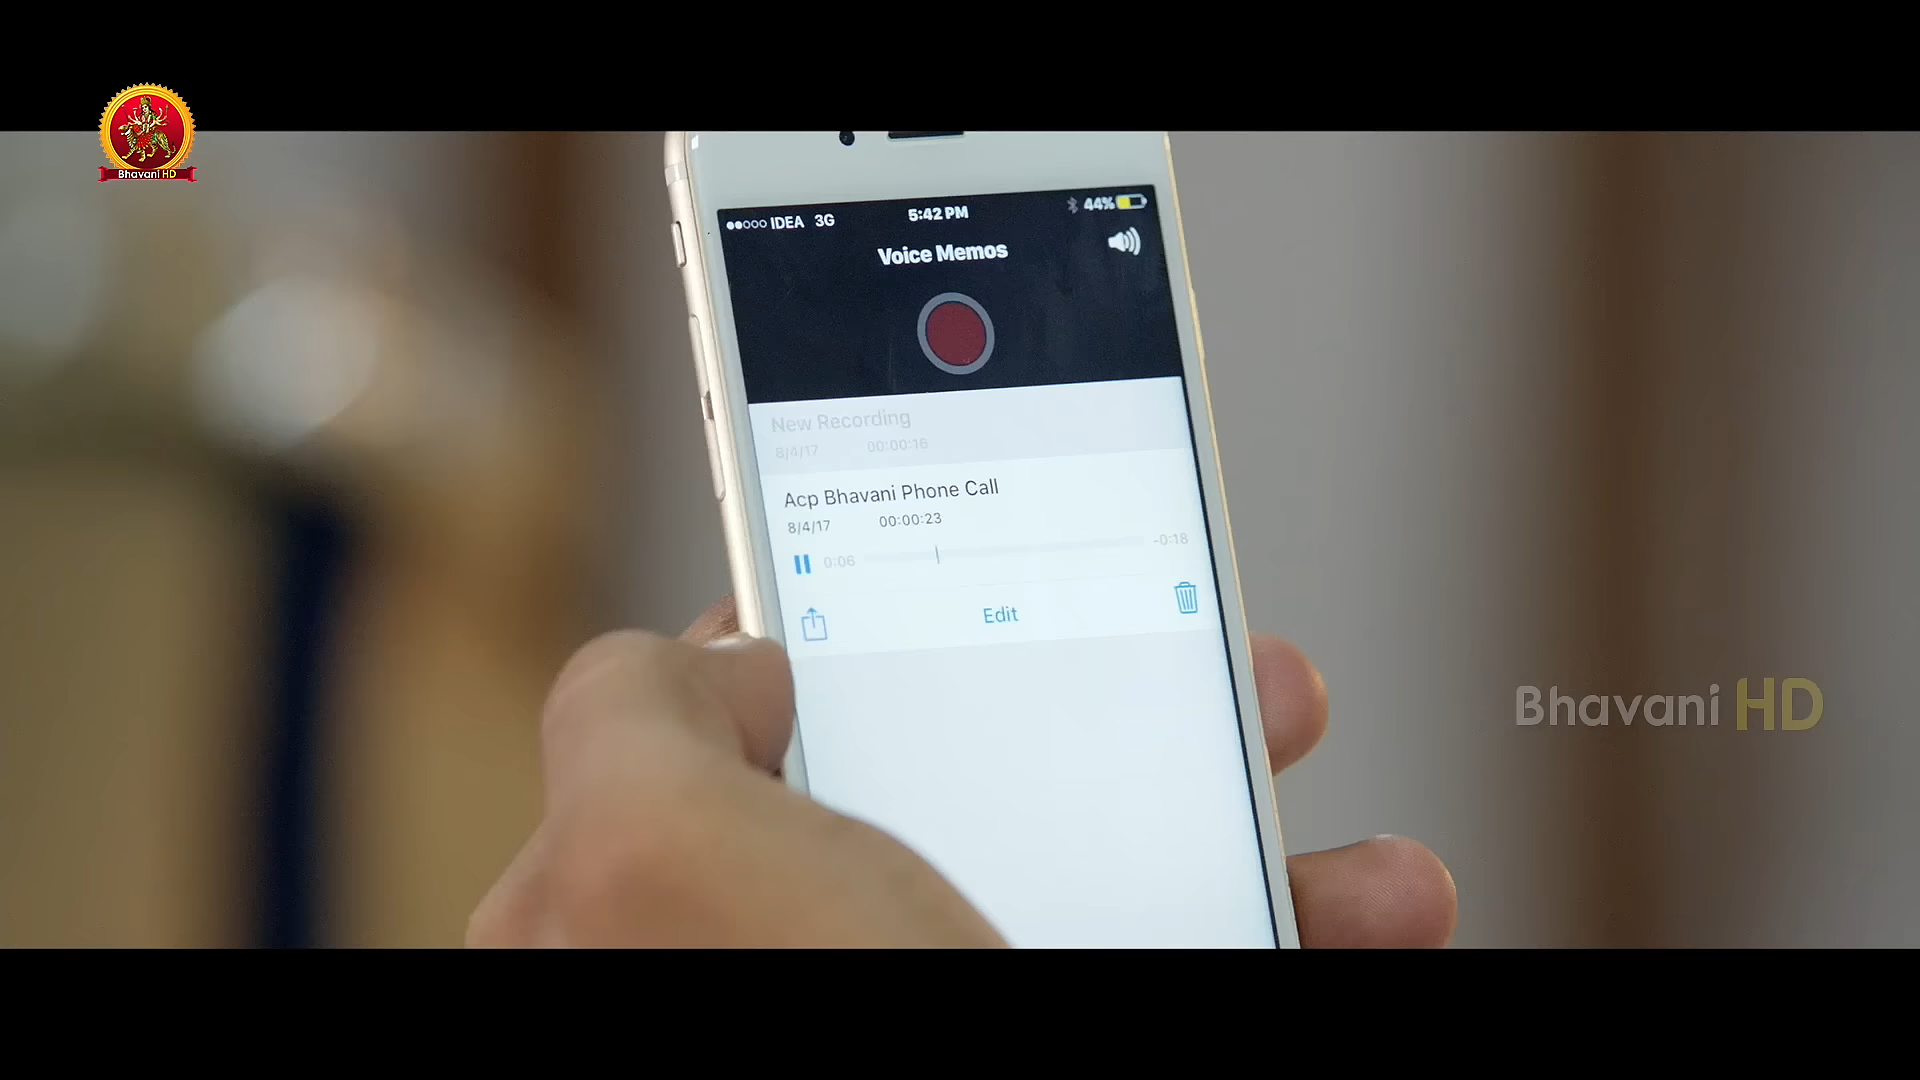 Bhavani HD
IDEA 3G 5:42 PM 44%
Voice Memos
New Recording
8/4/17 00:00:16
Acp Bhavani Phone Call
8/4/17 00:00:23
0:06 -0:18
Edit
Bhavani HD